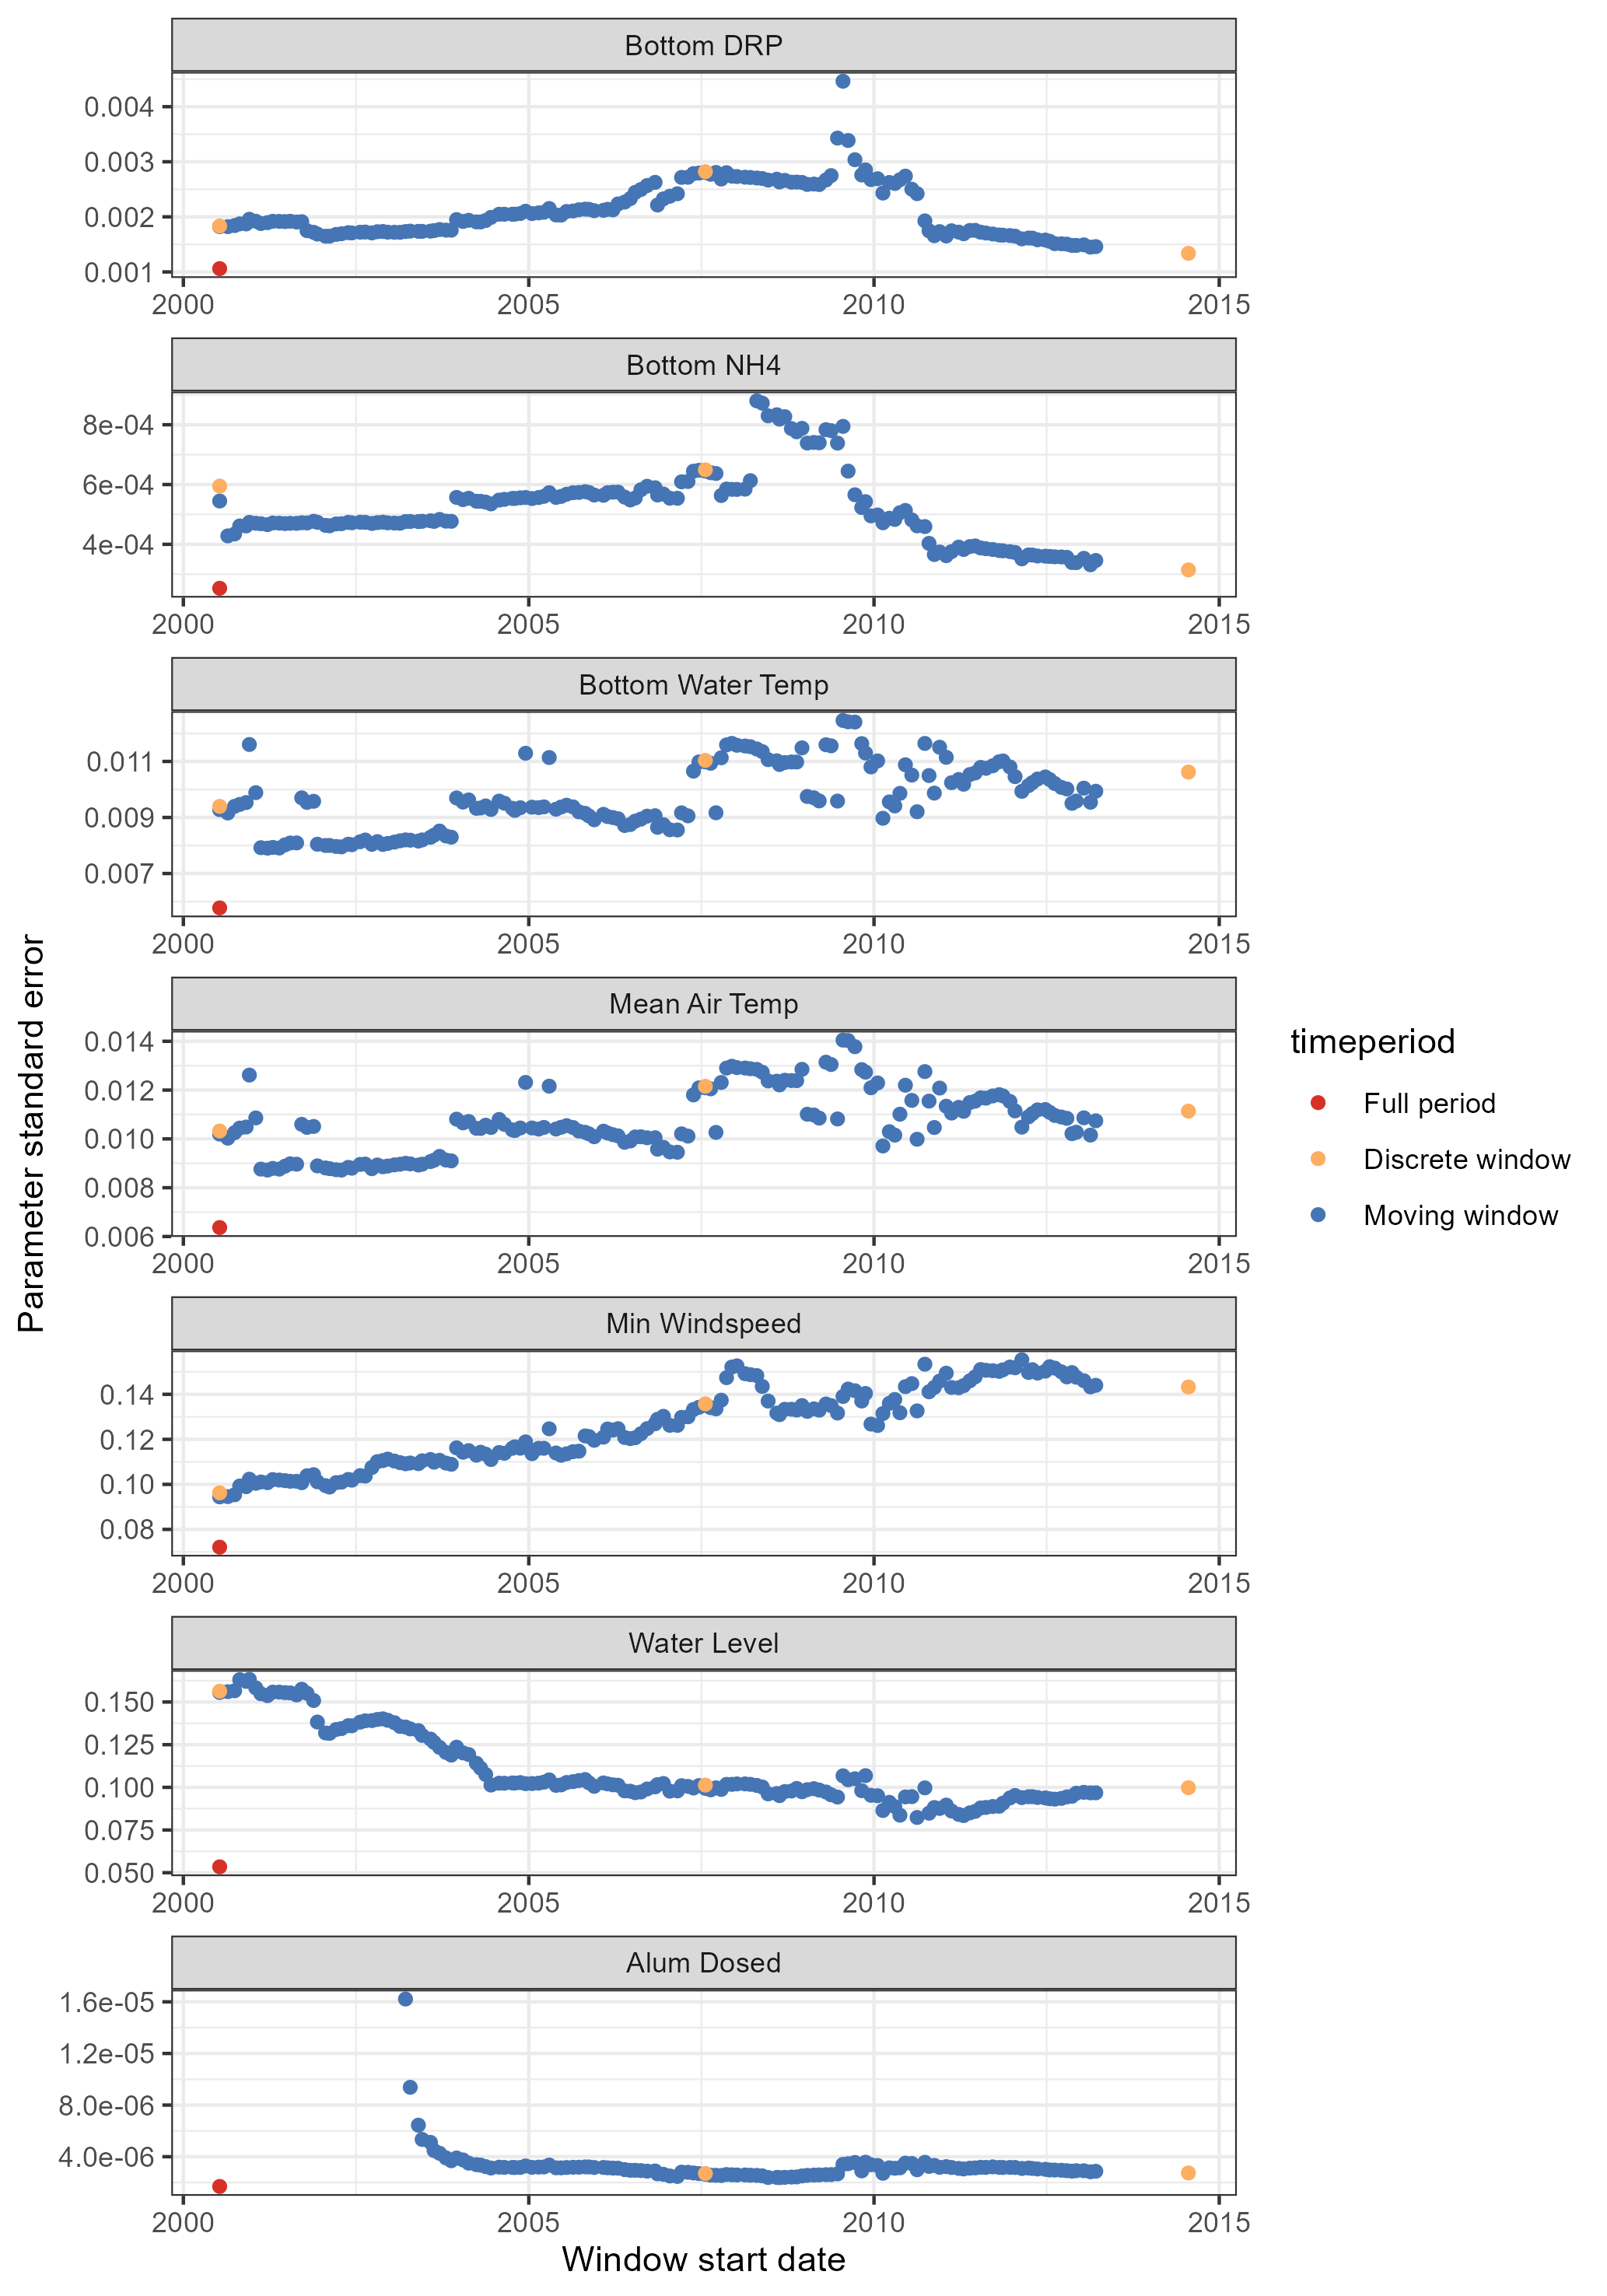 Bottom DRP
0.004
0.003
0.002
0.001
2000 2005 2010 2015
Bottom NH4
8e-04
6e-04
4e-04
2000 2005 2010 2015
Bottom Water Temp
0.011
0.009
0.007
2000 2005 2010 2015
Mean Air Temp
0.014
0.012
0.010
0.008
0.006
2000 2005 2010 2015
Min Windspeed
0.14
0.12
0.10
0.08
2000 2005 2010 2015
Water Level
0.150
0.125
0.100
0.075
0.050
2000 2005 2010 2015
Alum Dosed
1.6e-05
1.2e-05
8.0e-06
4.0e-06
2000 2005 2010 2015
Window start date
Parameter standard error
timeperiod
Full period
Discrete window
Moving window